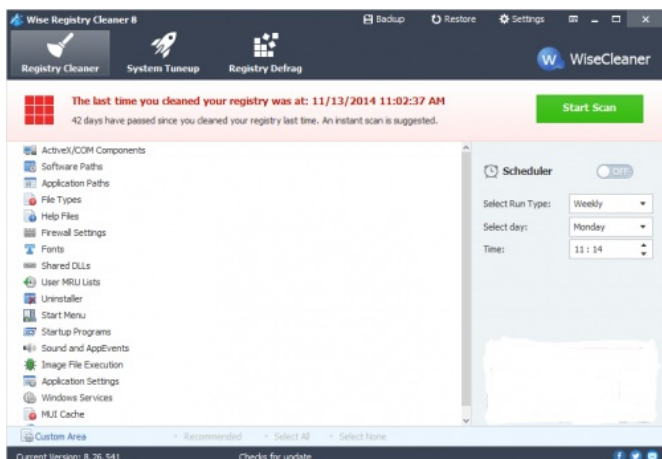 Wise Registry Cleaner 8
Backup
Restore
Settings
Registry Cleaner
System Tuneup
Registry Defrag
W WiseCleaner
The last time you cleaned your registry was at: 11/13/2014 11:02:37 AM
42 days have passed since you cleaned your registry last time. An instant scan is suggested.
Start Scan
ActiveX/COM Components
Software Paths
Application Paths
File Types
Help Files
Firewall Settings
Fonts
Shared DLLs
User MRU Lists
Uninstaller
Start Menu
Startup Programs
Sound and AppEvents
Image File Execution
Application Settings
Windows Services
MUI Cache
Scheduler
OFF
Select Run Type:
Weekly
Select day:
Monday
Time:
11 : 14
Custom Area
Recommended
Select All
Select None
Current Version: 8.26.541
Checks for update